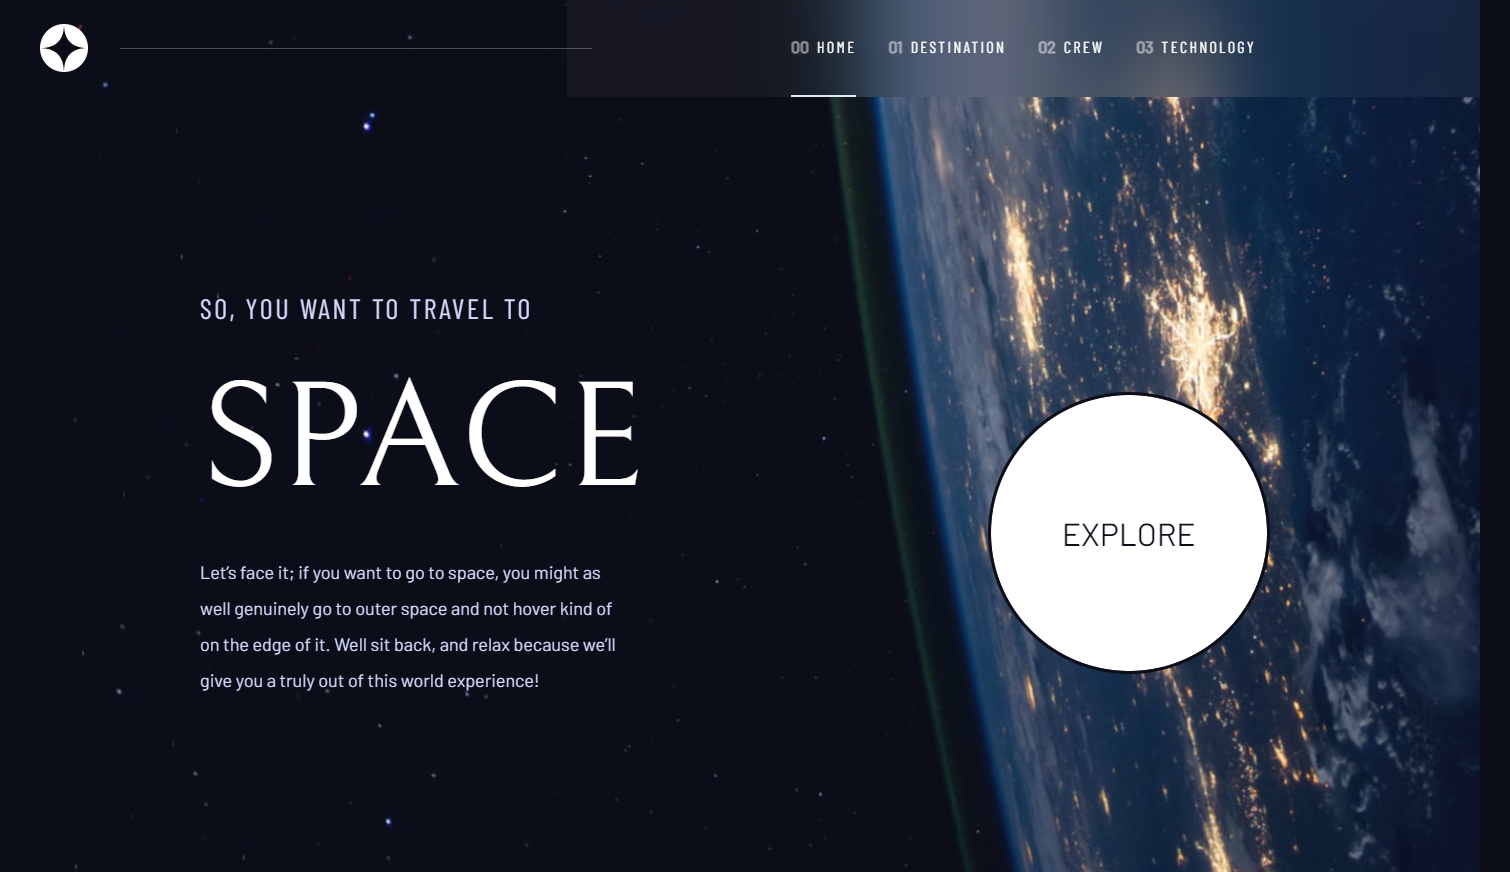 00 HOME 01 DESTINATION 02 CREW 03 TECHNOLOGY
SO, YOU WANT TO TRAVEL TO
SPACE
Let’s face it; if you want to go to space, you might as
well genuinely go to outer space and not hover kind of
on the edge of it. Well sit back, and relax because we’ll
give you a truly out of this world experience!
EXPLORE